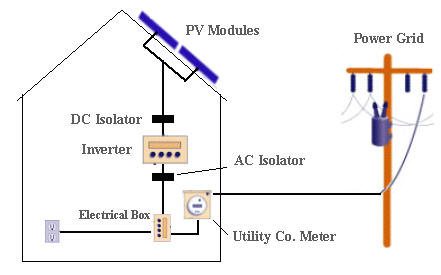 PV Modules
Power Grid
DC Isolator
Inverter
AC Isolator
Electrical Box
Utility Co. Meter